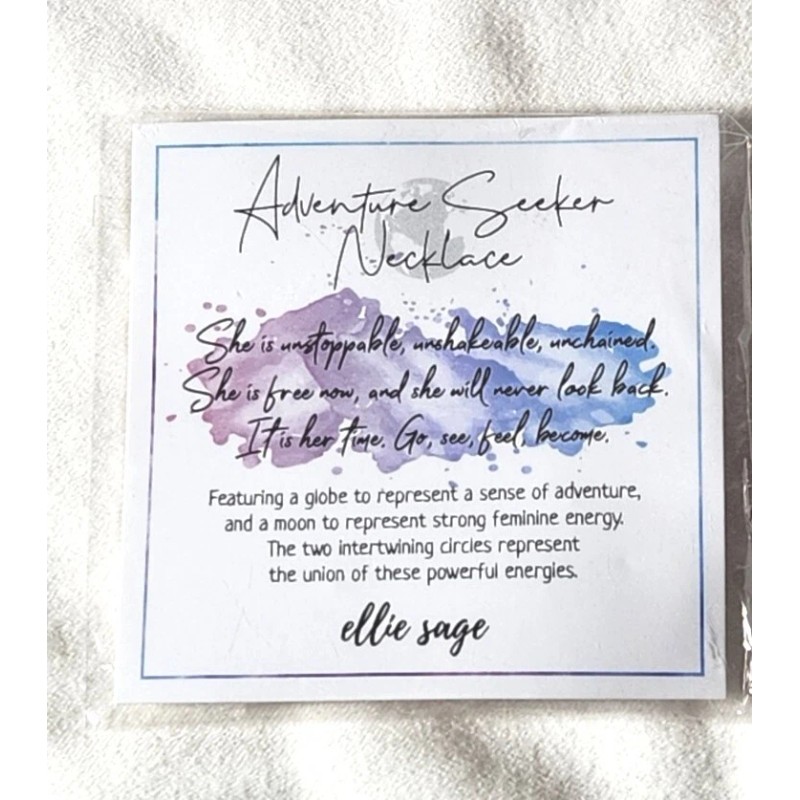 Adventure Seeker
Necklace
She is unstoppable, unshakeable, unchained.
She is free now, and she will never look back.
It is her time. Go, see, feel, become.
Featuring a globe to represent a sense of adventure,
and a moon to represent strong feminine energy.
The two intertwining circles represent
the union of these powerful energies.
ellie sage